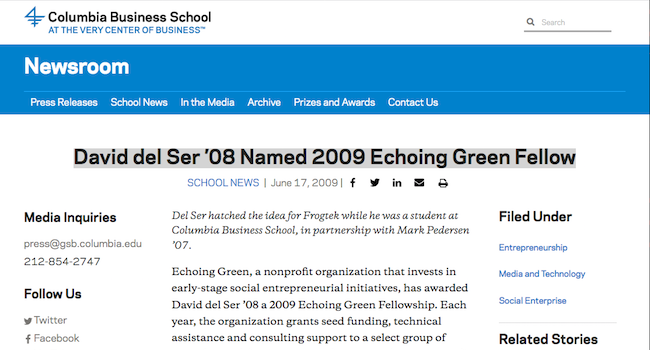 Columbia Business School
AT THE VERY CENTER OF BUSINESS™
Search
Newsroom
Press Releases School News In the Media Archive Prizes and Awards Contact Us
David del Ser ’08 Named 2009 Echoing Green Fellow
SCHOOL NEWS | June 17, 2009 |
Media Inquiries
press@gsb.columbia.edu
212-854-2747
Follow Us
Twitter
Facebook
Del Ser hatched the idea for Frogtek while he was a student at
Columbia Business School, in partnership with Mark Pedersen
’07.
Echoing Green, a nonprofit organization that invests in
early-stage social entrepreneurial initiatives, has awarded
David del Ser ’08 a 2009 Echoing Green Fellowship. Each
year, the organization grants seed funding, technical
assistance and consulting support to a select group of
Filed Under
Entrepreneurship
Media and Technology
Social Enterprise
Related Stories